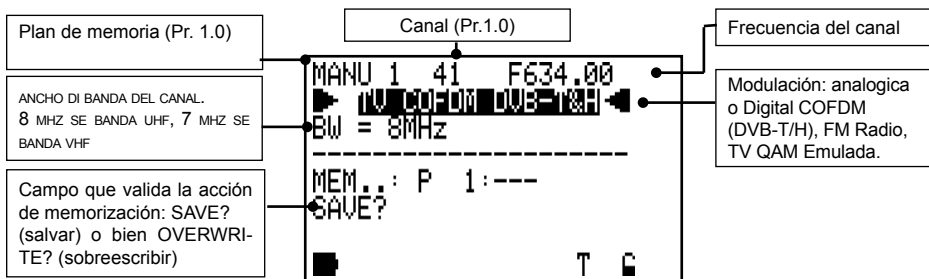 Plan de memoria (Pr. 1.0)
Canal (Pr.1.0)
Frecuencia del canal
ANCHO DI BANDA DEL CANAL.
8 MHZ SE BANDA UHF, 7 MHZ SE
BANDA VHF
Campo que valida la acción
de memorización: SAVE?
(salvar) o bien OVERWRI-
TE? (sobreescribir)
MANU 1 41 F634.00
TV COFDM DVB-T&H
BW = 8MHz
--------------------------
MEM..: P 1:---
SAVE?
T
Modulación: analogica
o Digital COFDM
(DVB-T/H), FM Radio,
TV QAM Emulada.